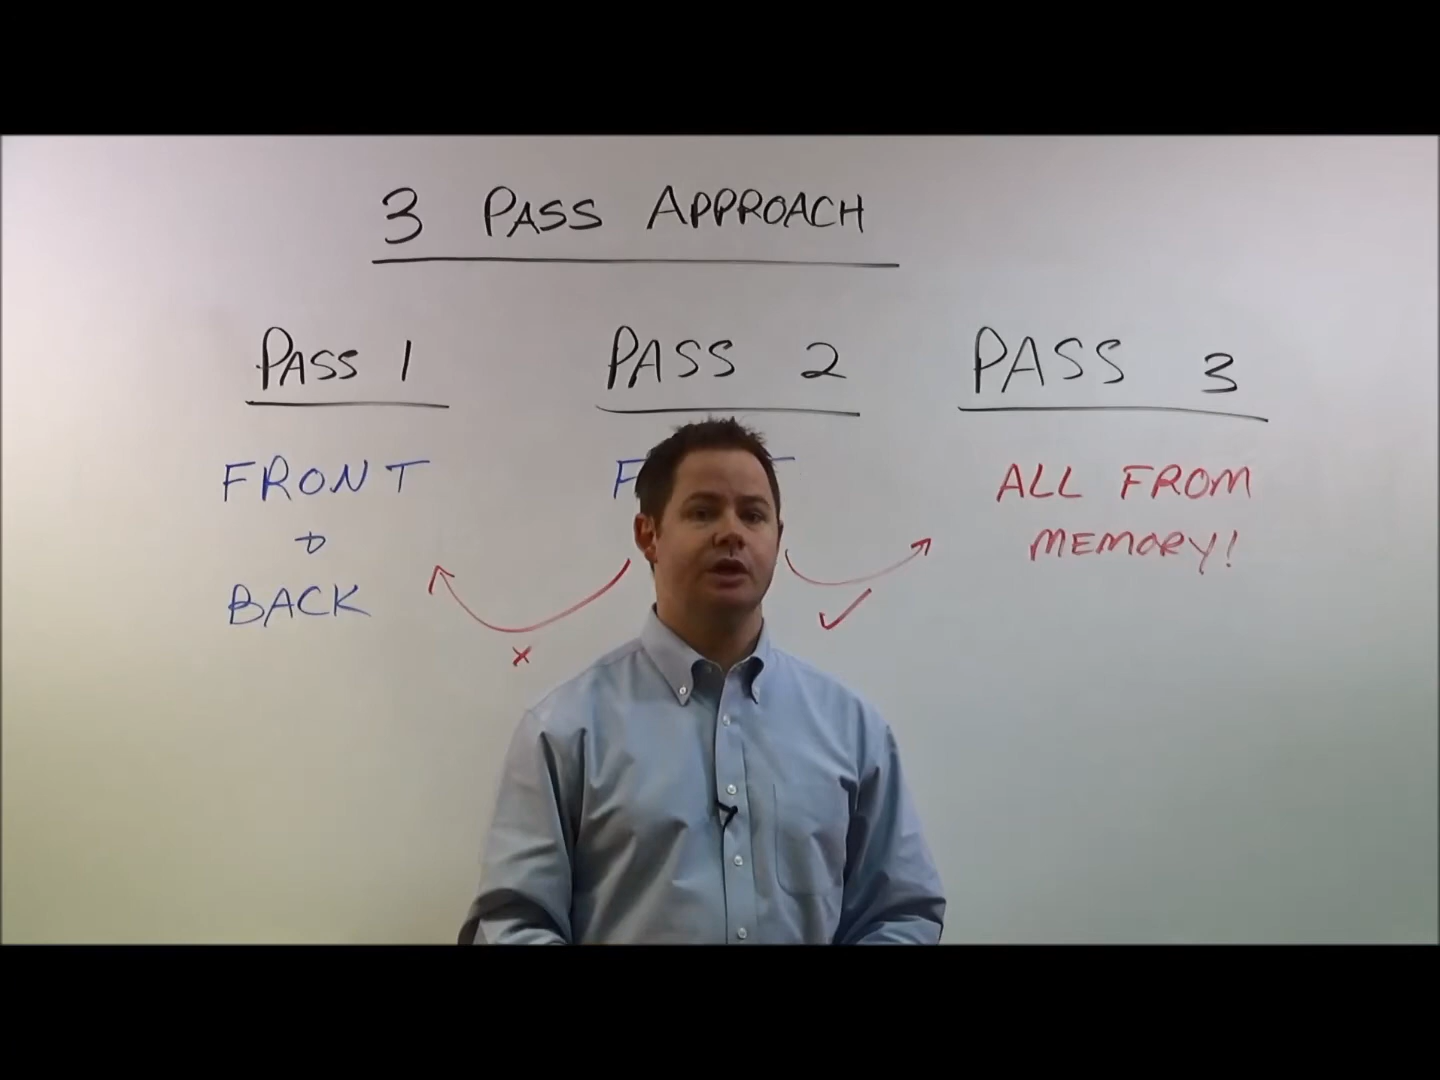 3 PASS APPROACH
PASS 1
FRONT
+
BACK
PASS 2
PASS 3
ALL FROM
MEMORY!